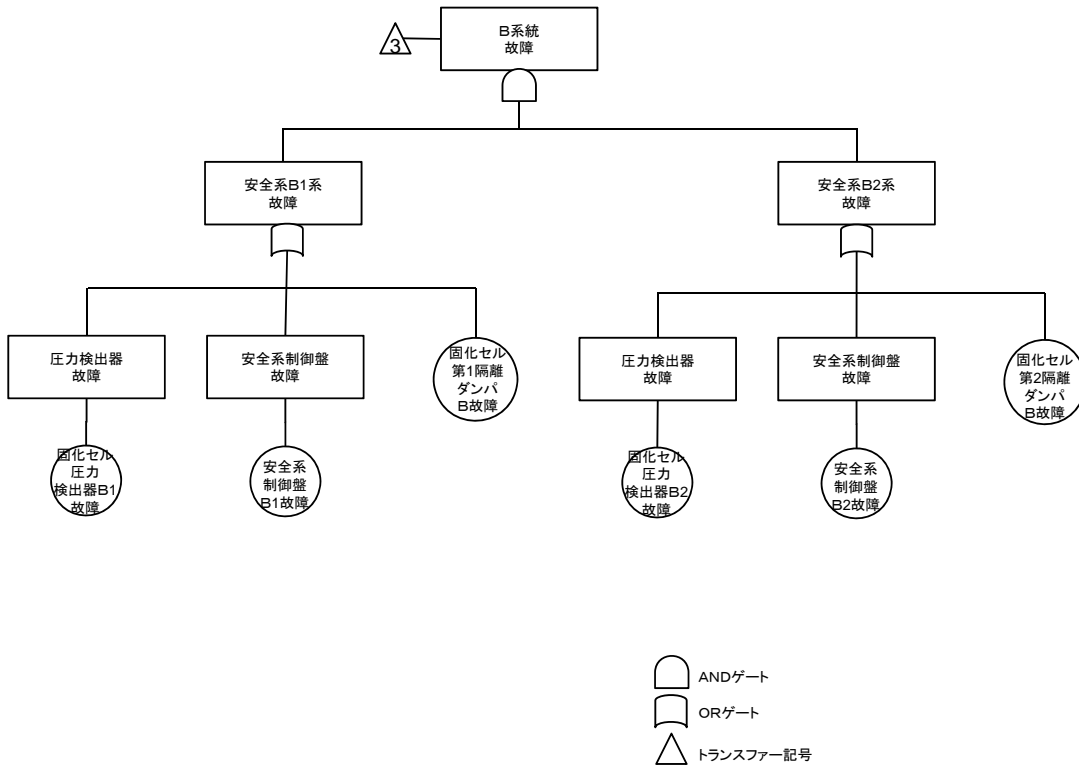 3
B系統
故障
安全系B1系
故障
安全系B2系
故障
圧力検出器
故障
安全系制御盤
故障
固化セル
第1隔離
ダンパ
B故障
圧力検出器
故障
安全系制御盤
故障
固化セル
第2隔離
ダンパ
B故障
固化セル
圧力
検出器B1
故障
安全系
制御盤
B1故障
固化セル
圧力
検出器B2
故障
安全系
制御盤
B2故障
ANDゲート
ORゲート
トランスファー記号